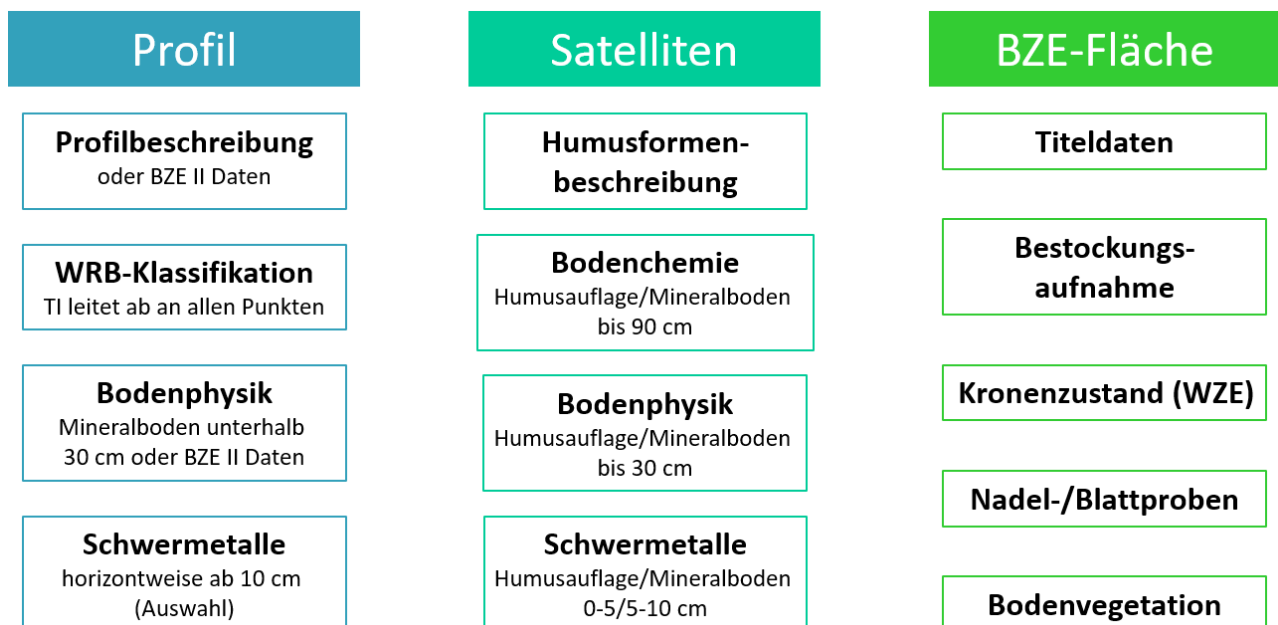 Profil
Profilbeschreibung
oder BZE II Daten
WRB-Klassifikation
TI leitet ab an allen Punkten
Bodenphysik
Mineralboden unterhalb
30 cm oder BZE II Daten
Schwermetalle
horizontweise ab 10 cm
(Auswahl)
Satelliten
Humusformen-
beschreibung
Bodenchemie
Humusauflage/Mineralboden
bis 90 cm
Bodenphysik
Humusauflage/Mineralboden
bis 30 cm
Schwermetalle
Humusauflage/Mineralboden
0-5/5-10 cm
BZE-Fläche
Titeldaten
Bestockungs-
aufnahme
Kronenzustand (WZE)
Nadel-/Blattproben
Bodenvegetation